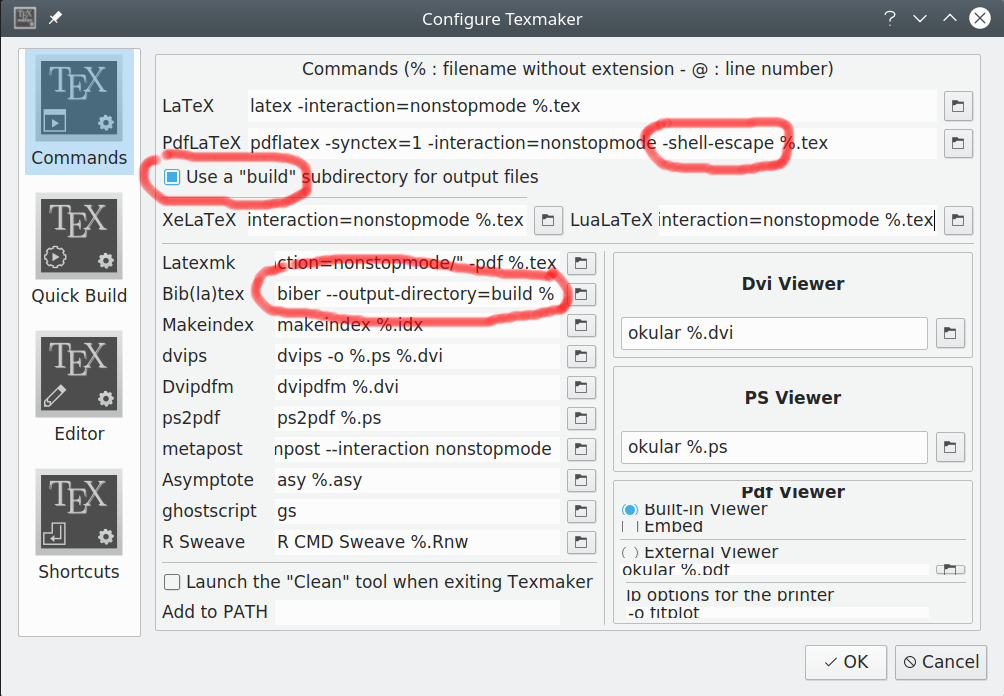 Configure Texmaker
TEX
Commands
TEX
Quick Build
TEX
Editor
TEX
Shortcuts
Commands (% : filename without extension - @ : line number)
LaTeX latex -interaction=nonstopmode %.tex
PdfLaTeX pdflatex -synctex=1 -interaction=nonstopmode -shell-escape %.tex
Use a "build" subdirectory for output files
XeLaTeX interaction=nonstopmode %.tex LuaLaTeX interaction=nonstopmode %.tex
Latexmk ction=nonstopmode/" -pdf %.tex
Bib(la)tex biber --output-directory=build %
Makeindex makeindex %.idx
dvips dvips -o %.ps %.dvi
Dvipdfm dvipdfm %.dvi
ps2pdf ps2pdf %.ps
metapost mpost --interaction nonstopmode
Asymptote asy %.asy
ghostscript gs
R Sweave R CMD Sweave %.Rnw
Launch the "Clean" tool when exiting Texmaker
Add to PATH
Dvi Viewer
okular %.dvi
PS Viewer
okular %.ps
Pdf Viewer
Built-in Viewer
Embed
External Viewer
okular %.pdf
lp options for the printer
-o fitplot
OK Cancel